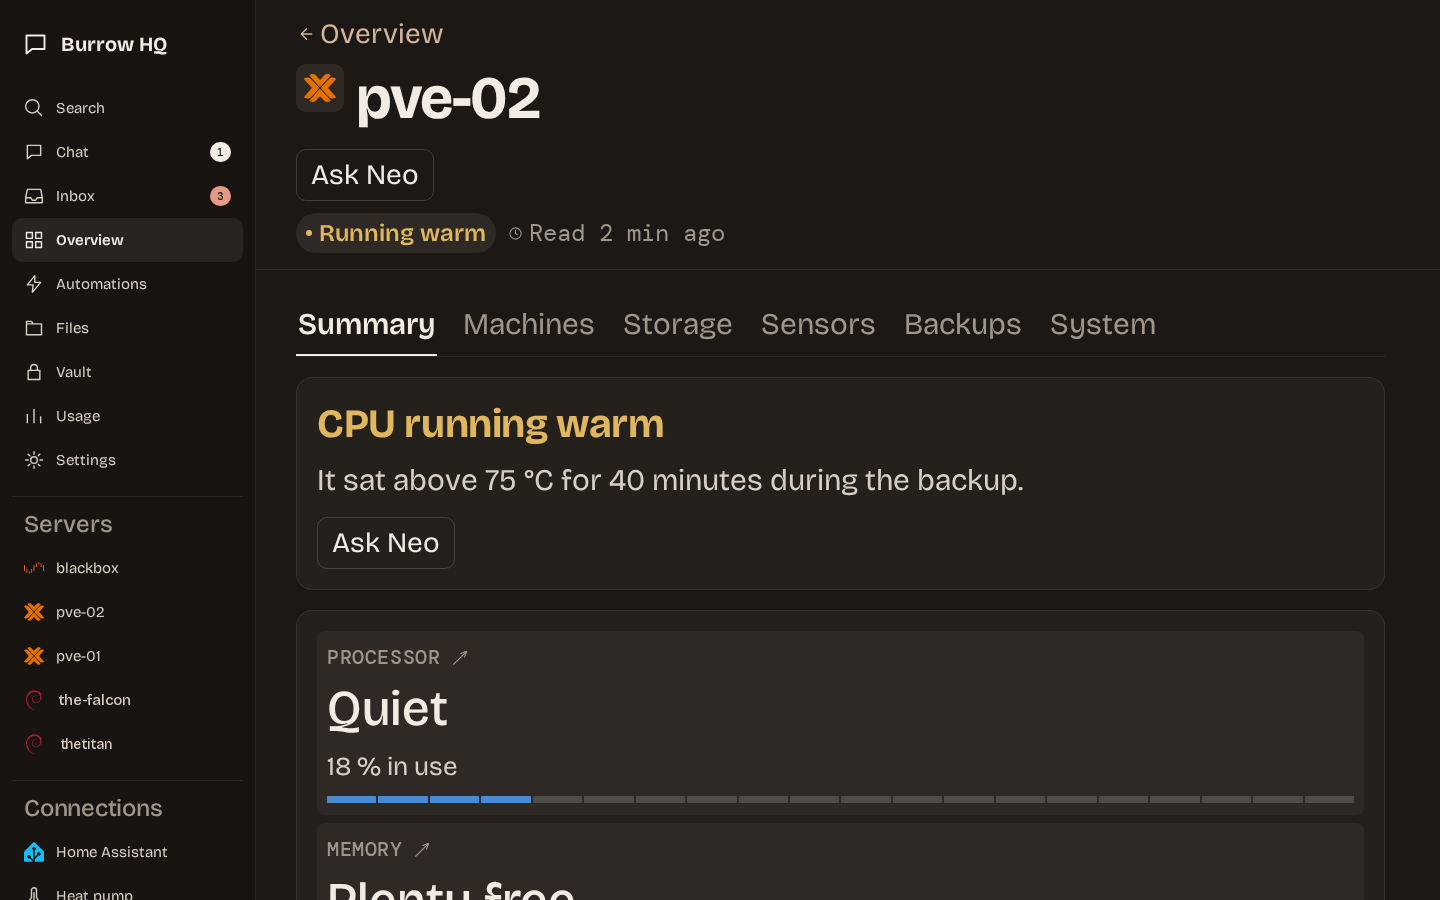 Burrow HQ
Search
Chat 1
Inbox 3
Overview
Automations
Files
Vault
Usage
Settings
Servers
blackbox
pve-02
pve-01
the-falcon
thetitan
Connections
Home Assistant
Heat pump
← Overview
pve-02
Ask Neo
• Running warm Read 2 min ago
Summary Machines Storage Sensors Backups System
CPU running warm
It sat above 75 °C for 40 minutes during the backup.
Ask Neo
PROCESSOR ↗
Quiet
18 % in use
MEMORY ↗
Plenty free